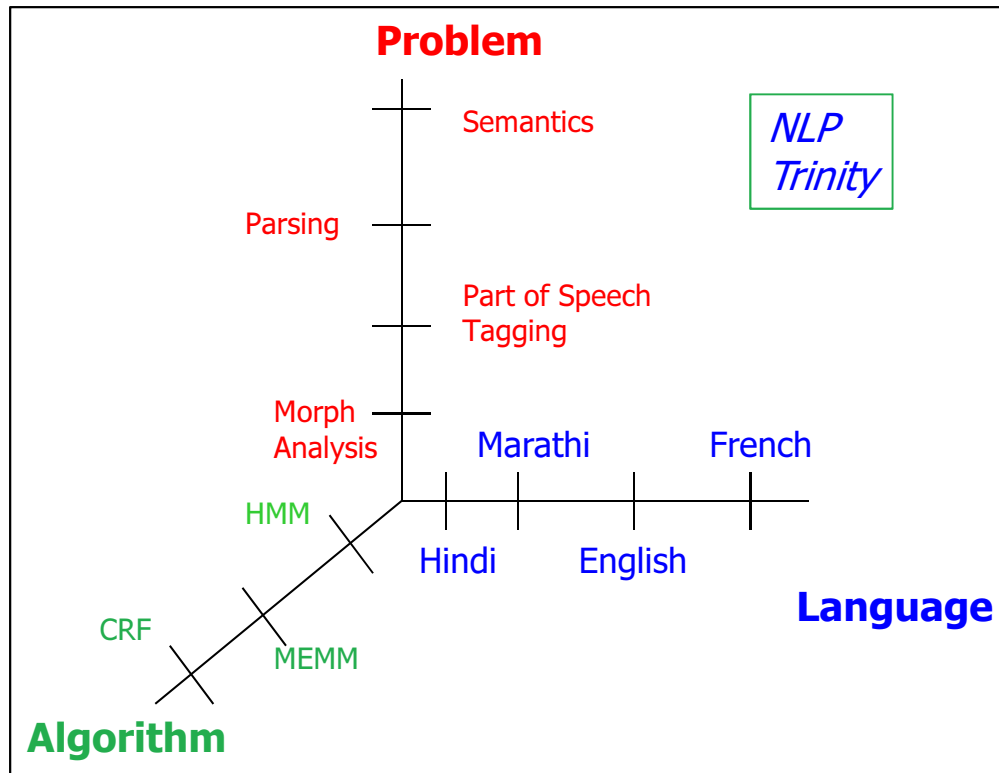 Problem
Semantics
NLP
Trinity
Parsing
Part of Speech
Tagging
Morph
Analysis
Marathi
French
HMM
Hindi
English
Language
CRF
MEMM
Algorithm